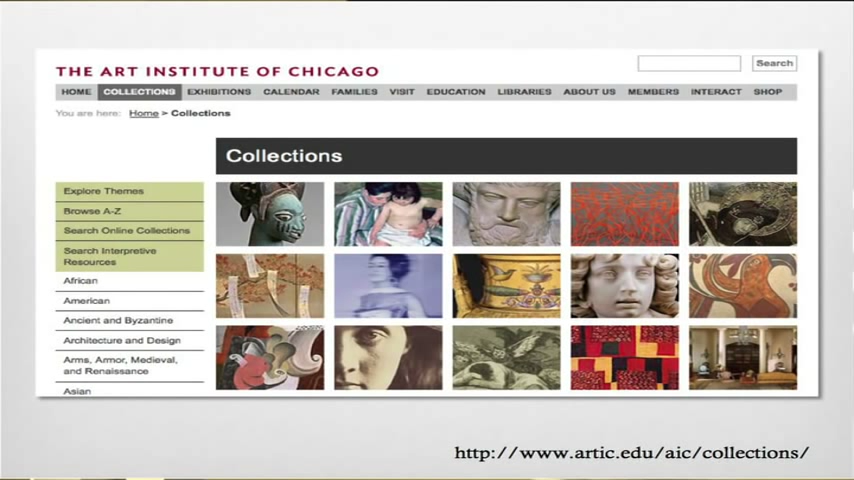 THE ART INSTITUTE OF CHICAGO
Search
HOME COLLECTIONS EXHIBITIONS CALENDAR FAMILIES VISIT EDUCATION LIBRARIES ABOUT US MEMBERS INTERACT SHOP
You are here: Home > Collections
Collections
Explore Themes
Browse A-Z
Search Online Collections
Search Interpretive
Resources
African
American
Ancient and Byzantine
Architecture and Design
Arms, Armor, Medieval,
and Renaissance
Asian
http://www.artic.edu/aic/collections/